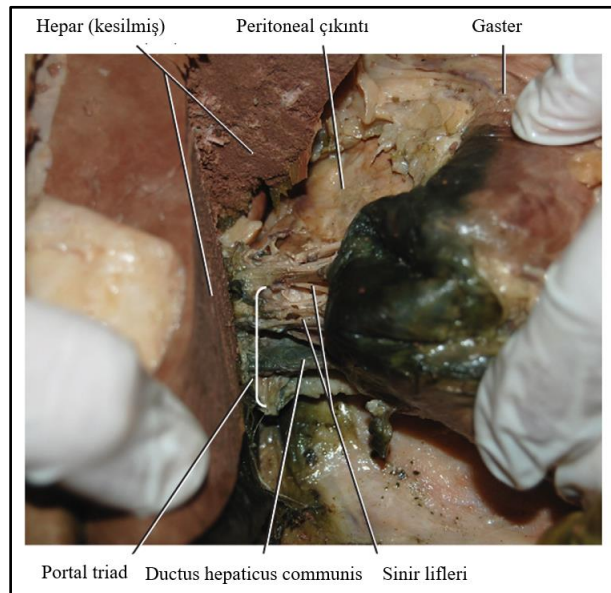 Hepar (kesilmiş) Peritoneal çıkıntı Gaster
Portal triad Ductus hepaticus communis Sinir lifleri